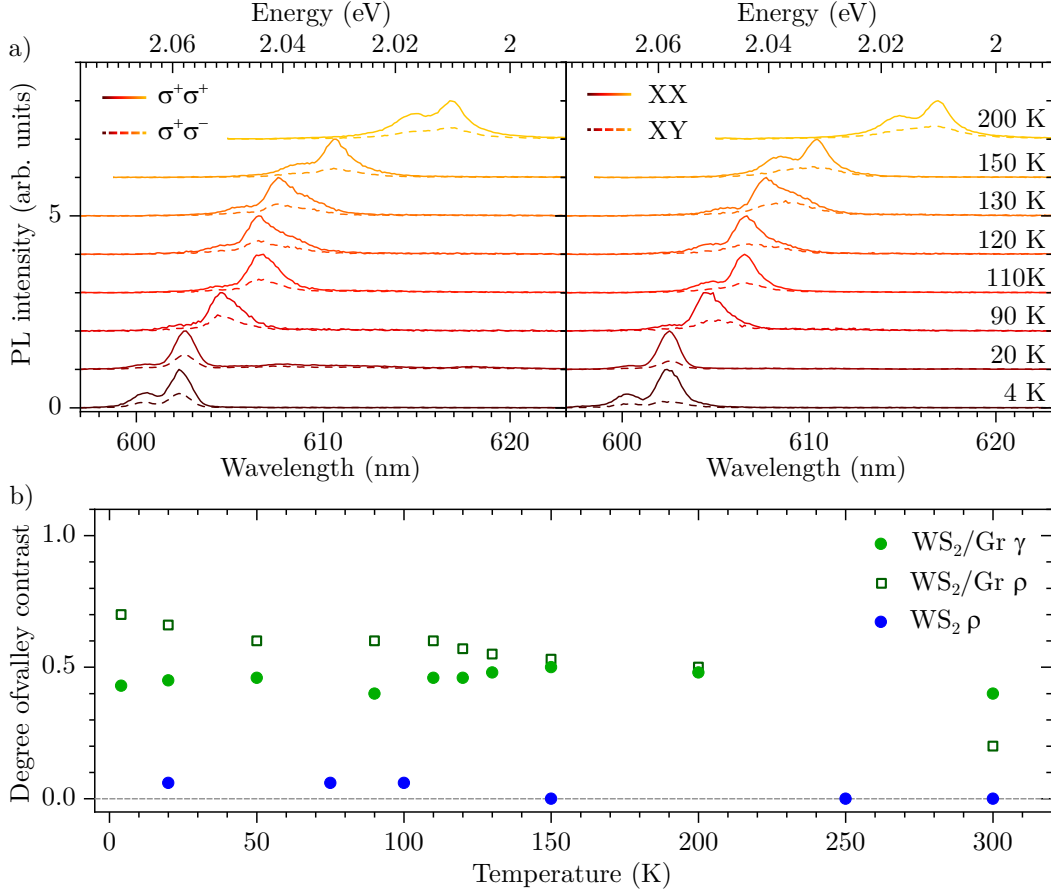 Energy (eV) Energy (eV)
a) 2.06 2.04 2.02 2 2.06 2.04 2.02 2
σ⁺σ⁺ XX
σ⁺σ⁻ XY
200 K
150 K
130 K
120 K
110K
90 K
20 K
4 K
PL intensity (arb. units)
5
0
600 610 620 600 610 620
Wavelength (nm) Wavelength (nm)
b)
Degree ofvalley contrast
1.0
0.5
0.0
WS₂/Gr γ
WS₂/Gr ρ
WS₂ ρ
0 50 100 150 200 250 300
Temperature (K)